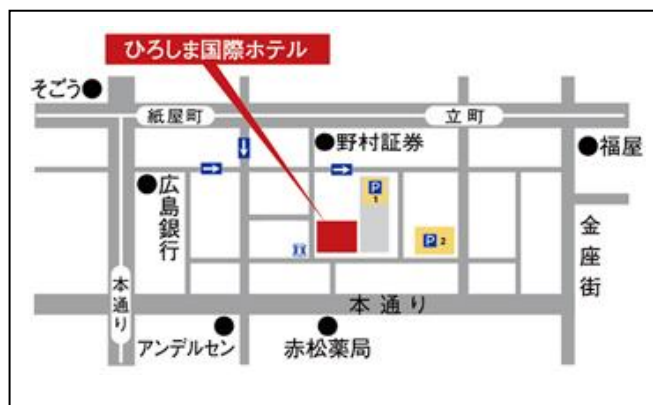 ひろしま国際ホテル
そごう
紙屋町
立町
野村証券
福屋
広島銀行
P
1
P 2
金座街
本通り
本通り
アンデルセン
赤松薬局